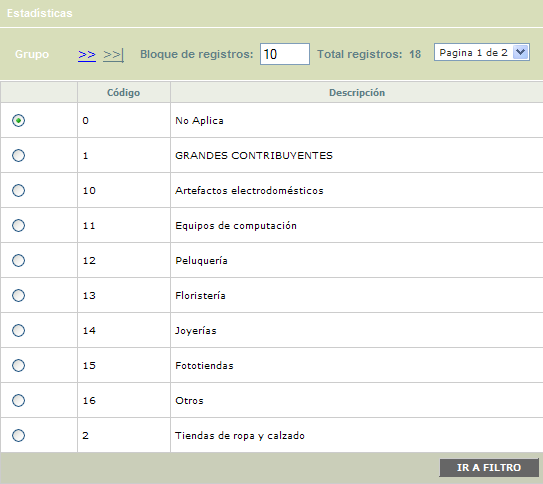 Estadísticas
Grupo >> >>| Bloque de registros: 10 Total registros: 18 Pagina 1 de 2
Código Descripción
0 No Aplica
1 GRANDES CONTRIBUYENTES
10 Artefactos electrodomésticos
11 Equipos de computación
12 Peluquería
13 Floristería
14 Joyerías
15 Fototiendas
16 Otros
2 Tiendas de ropa y calzado
IR A FILTRO